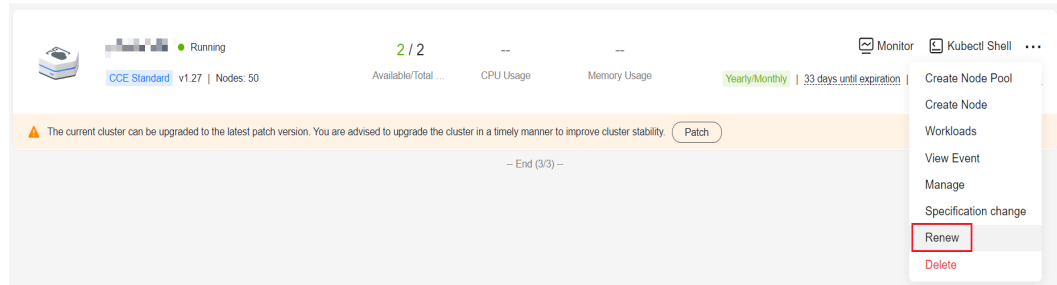 Running
2 / 2
--
--
Monitor
Kubectl Shell
CCE Standard v1.27 | Nodes: 50
Available/Total ...
CPU Usage
Memory Usage
Yearly/Monthly | 33 days until expiration |
Create Node Pool
Create Node
Workloads
View Event
Manage
Specification change
Renew
Delete
The current cluster can be upgraded to the latest patch version. You are advised to upgrade the cluster in a timely manner to improve cluster stability. Patch
-- End (3/3) --